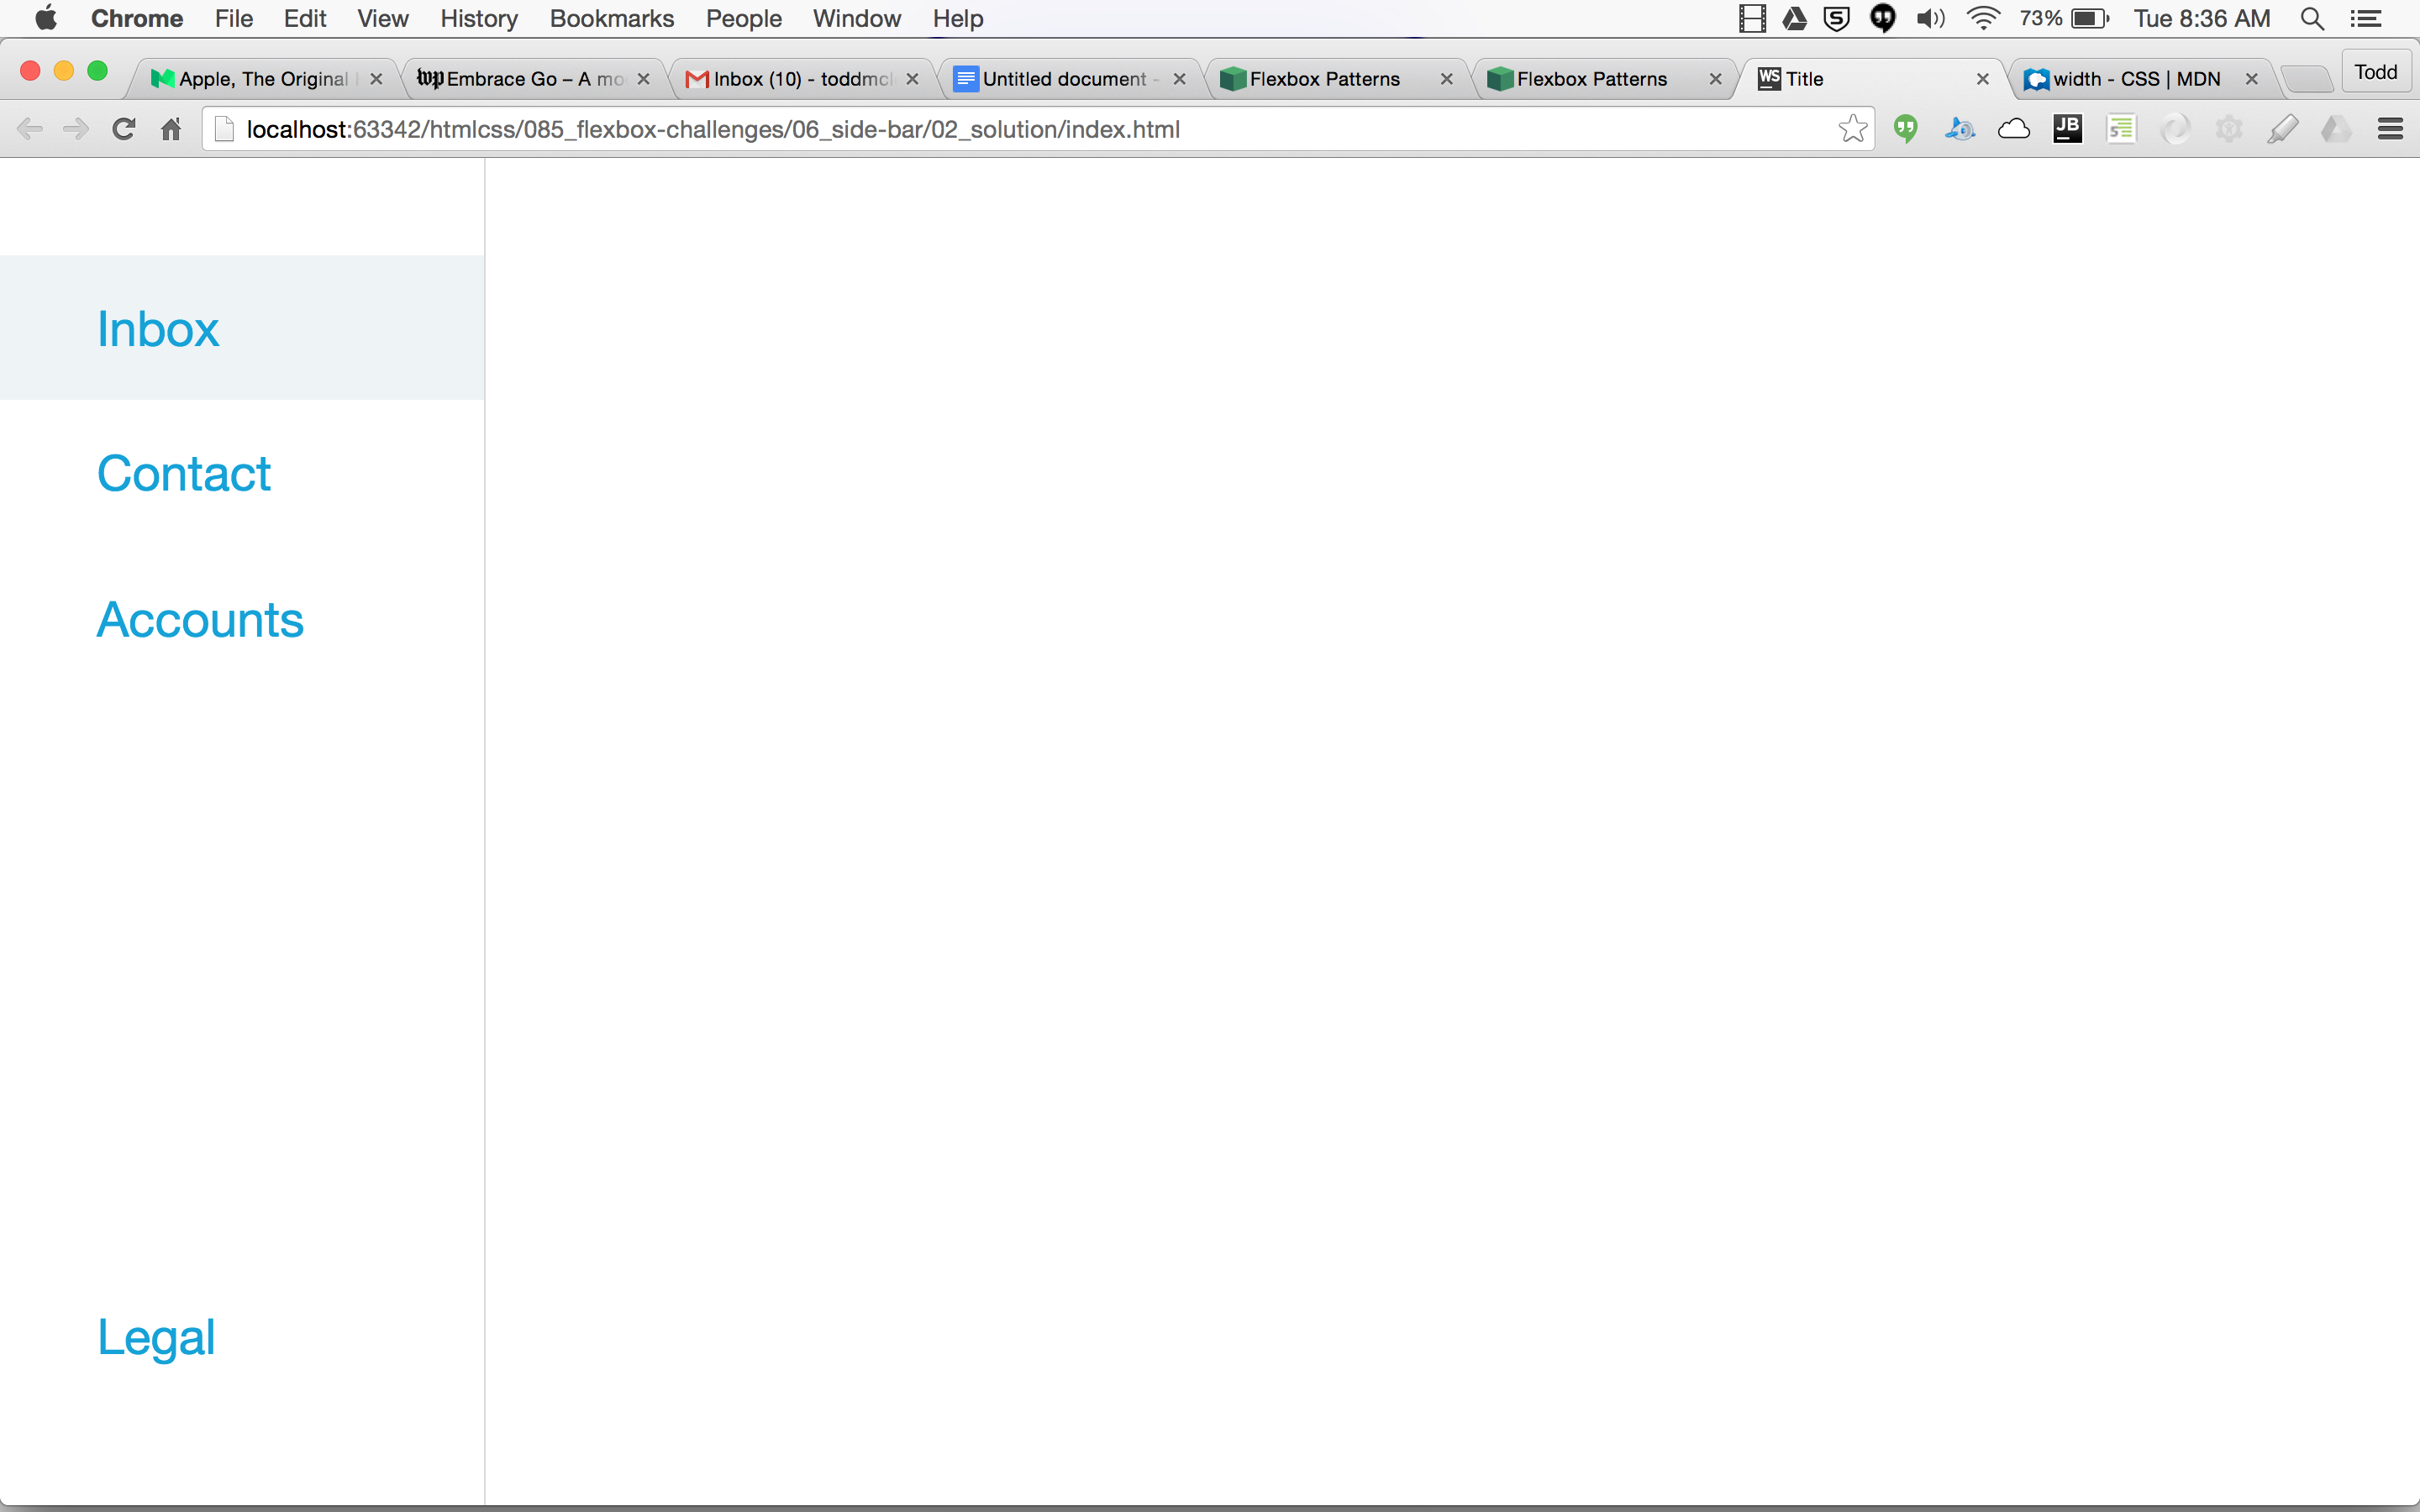 Chrome File Edit View History Bookmarks People Window Help 73% Tue 8:36 AM
Apple, The Original Embrace Go – A mo Inbox (10) - toddmcl Untitled document - Flexbox Patterns Flexbox Patterns WS Title width - CSS | MDN Todd
localhost:63342/htmlcss/085_flexbox-challenges/06_side-bar/02_solution/index.html JB
Inbox
Contact
Accounts
Legal